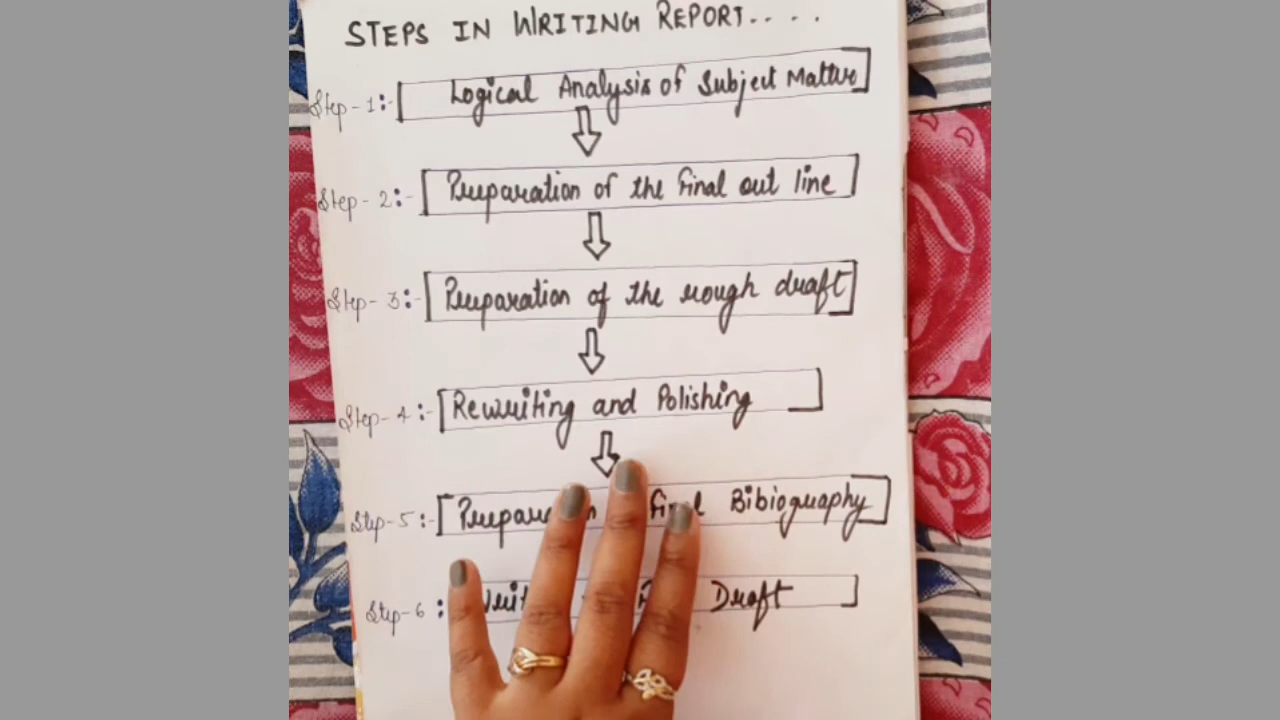 STEPS IN WRITING REPORT.....
Step-1:- Logical Analysis of Subject Matter
Step-2:- Preparation of the final out line
Step-3:- Preparation of the rough draft
Step-4:- Rewriting and Polishing
Step-5:- final Bibiography
Step-6: Draft